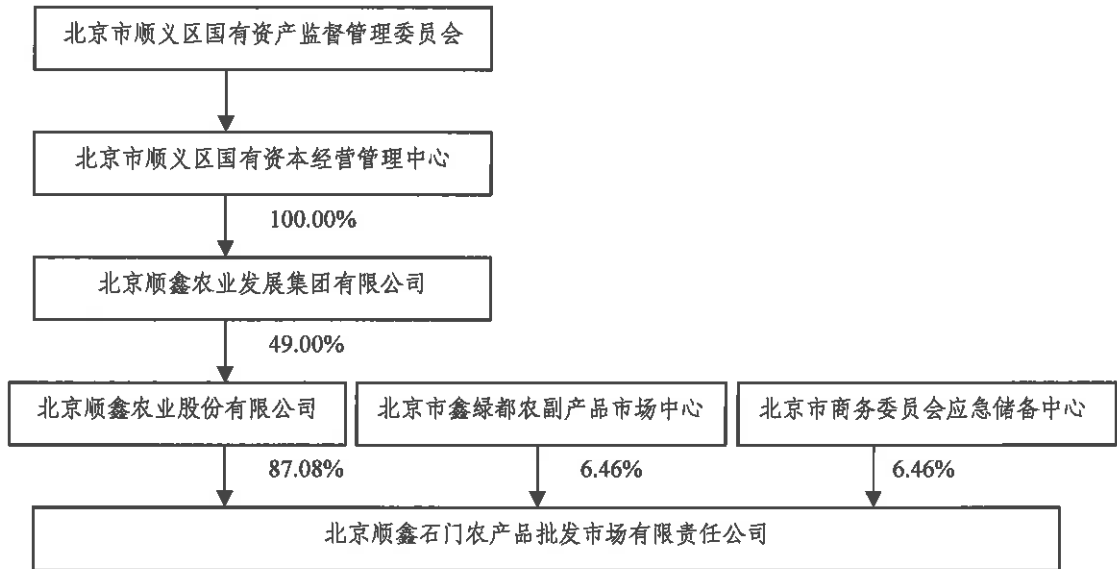 北京市顺义区国有资产监督管理委员会
北京市顺义区国有资本经营管理中心
100.00%
北京顺鑫农业发展集团有限公司
49.00%
北京顺鑫农业股份有限公司
北京市鑫绿都农副产品市场中心
北京市商务委员会应急储备中心
87.08%
6.46%
6.46%
北京顺鑫石门农产品批发市场有限责任公司